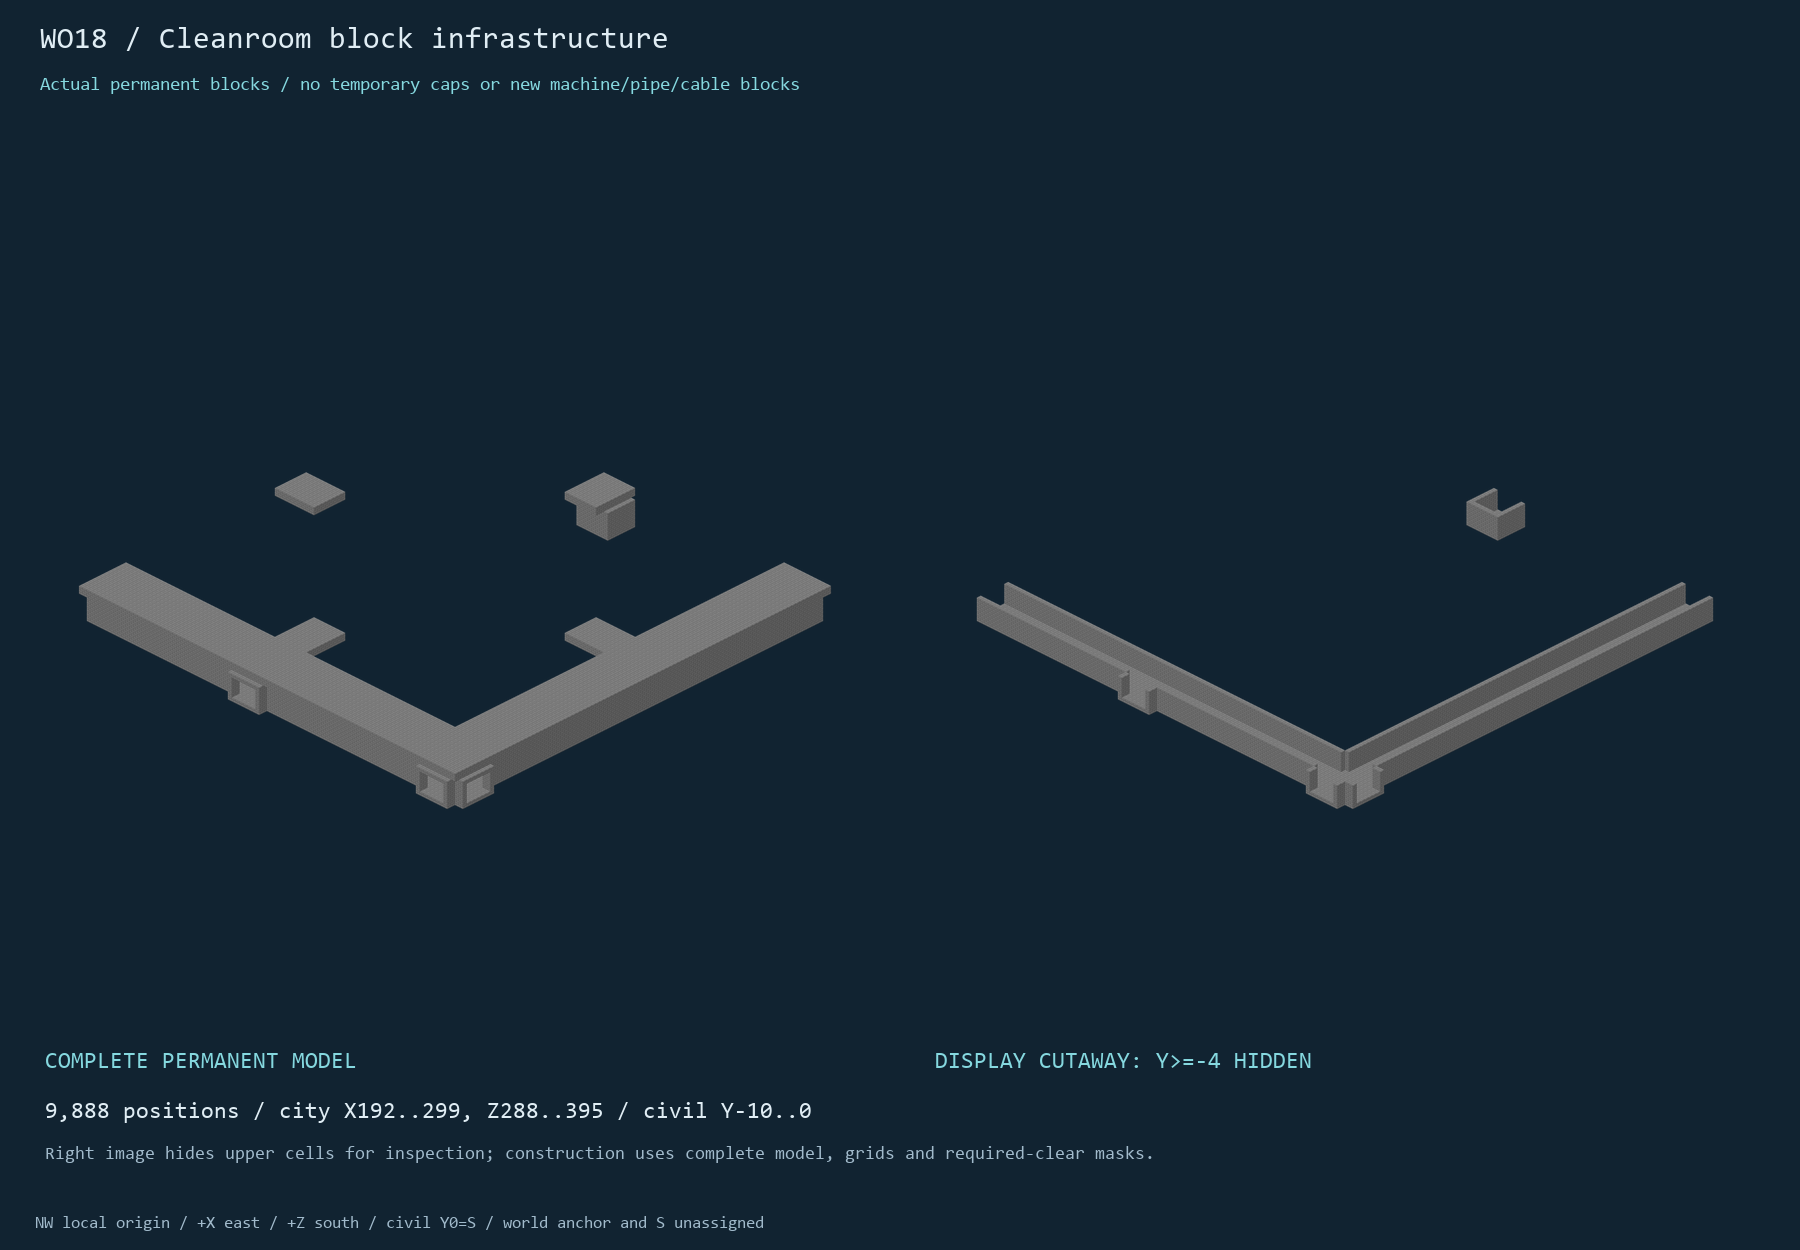 WO18 / Cleanroom block infrastructure
Actual permanent blocks / no temporary caps or new machine/pipe/cable blocks
COMPLETE PERMANENT MODEL
DISPLAY CUTAWAY: Y>=-4 HIDDEN
9,888 positions / city X192..299, Z288..395 / civil Y-10..0
Right image hides upper cells for inspection; construction uses complete model, grids and required-clear masks.
NW local origin / +X east / +Z south / civil Y0=S / world anchor and S unassigned